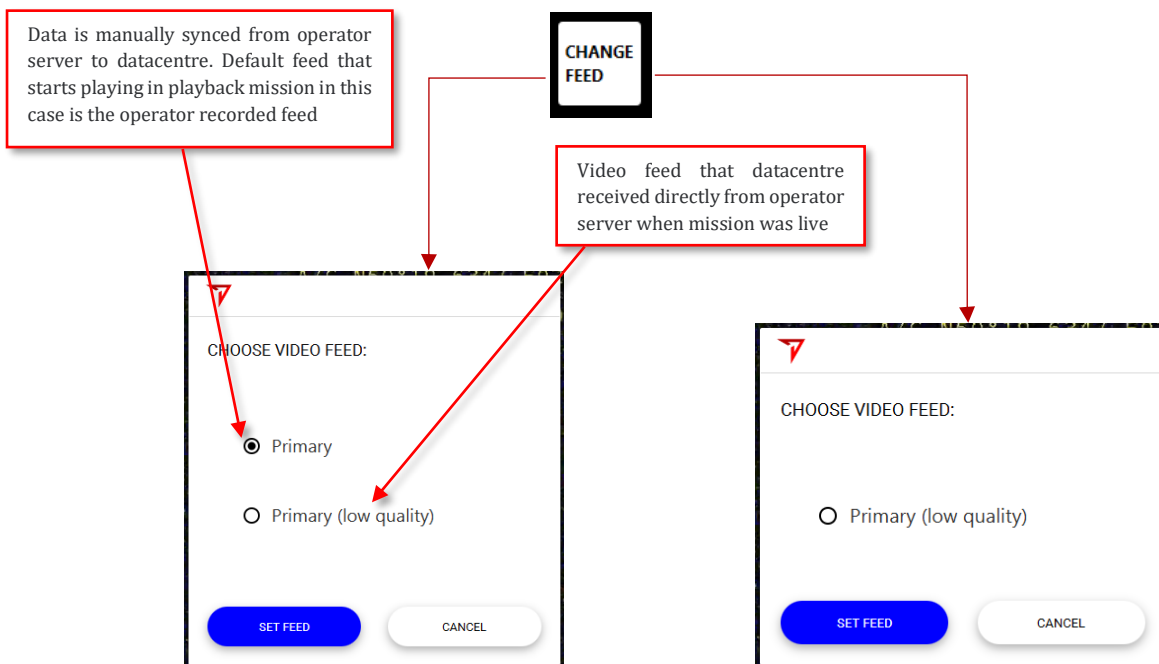 Data is manually synced from operator
server to datacentre. Default feed that
starts playing in playback mission in this
case is the operator recorded feed
CHANGE
FEED
Video feed that datacentre
received directly from operator
server when mission was live
CHOOSE VIDEO FEED:
Primary
Primary (low quality)
SET FEED
CANCEL
CHOOSE VIDEO FEED:
Primary (low quality)
SET FEED
CANCEL